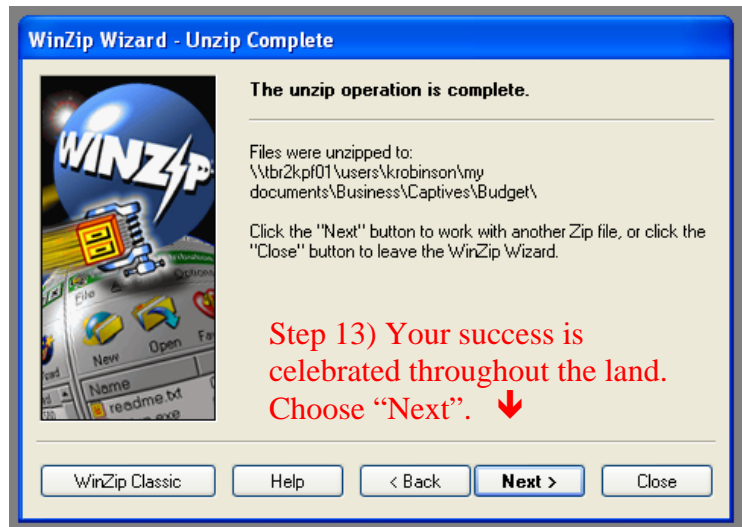 WinZip Wizard - Unzip Complete
The unzip operation is complete.
WINZIP
Files were unzipped to:
\\tbr2kpf01\users\krobinson\my
documents\Business\Captives\Budget\
Click the "Next" button to work with another Zip file, or click the
"Close" button to leave the WinZip Wizard.
File
Options
New
Open
Name
readme.txt
Step 13) Your success is
celebrated throughout the land.
Choose “Next”. 🡻
WinZip Classic
Help
< Back
Next >
Close